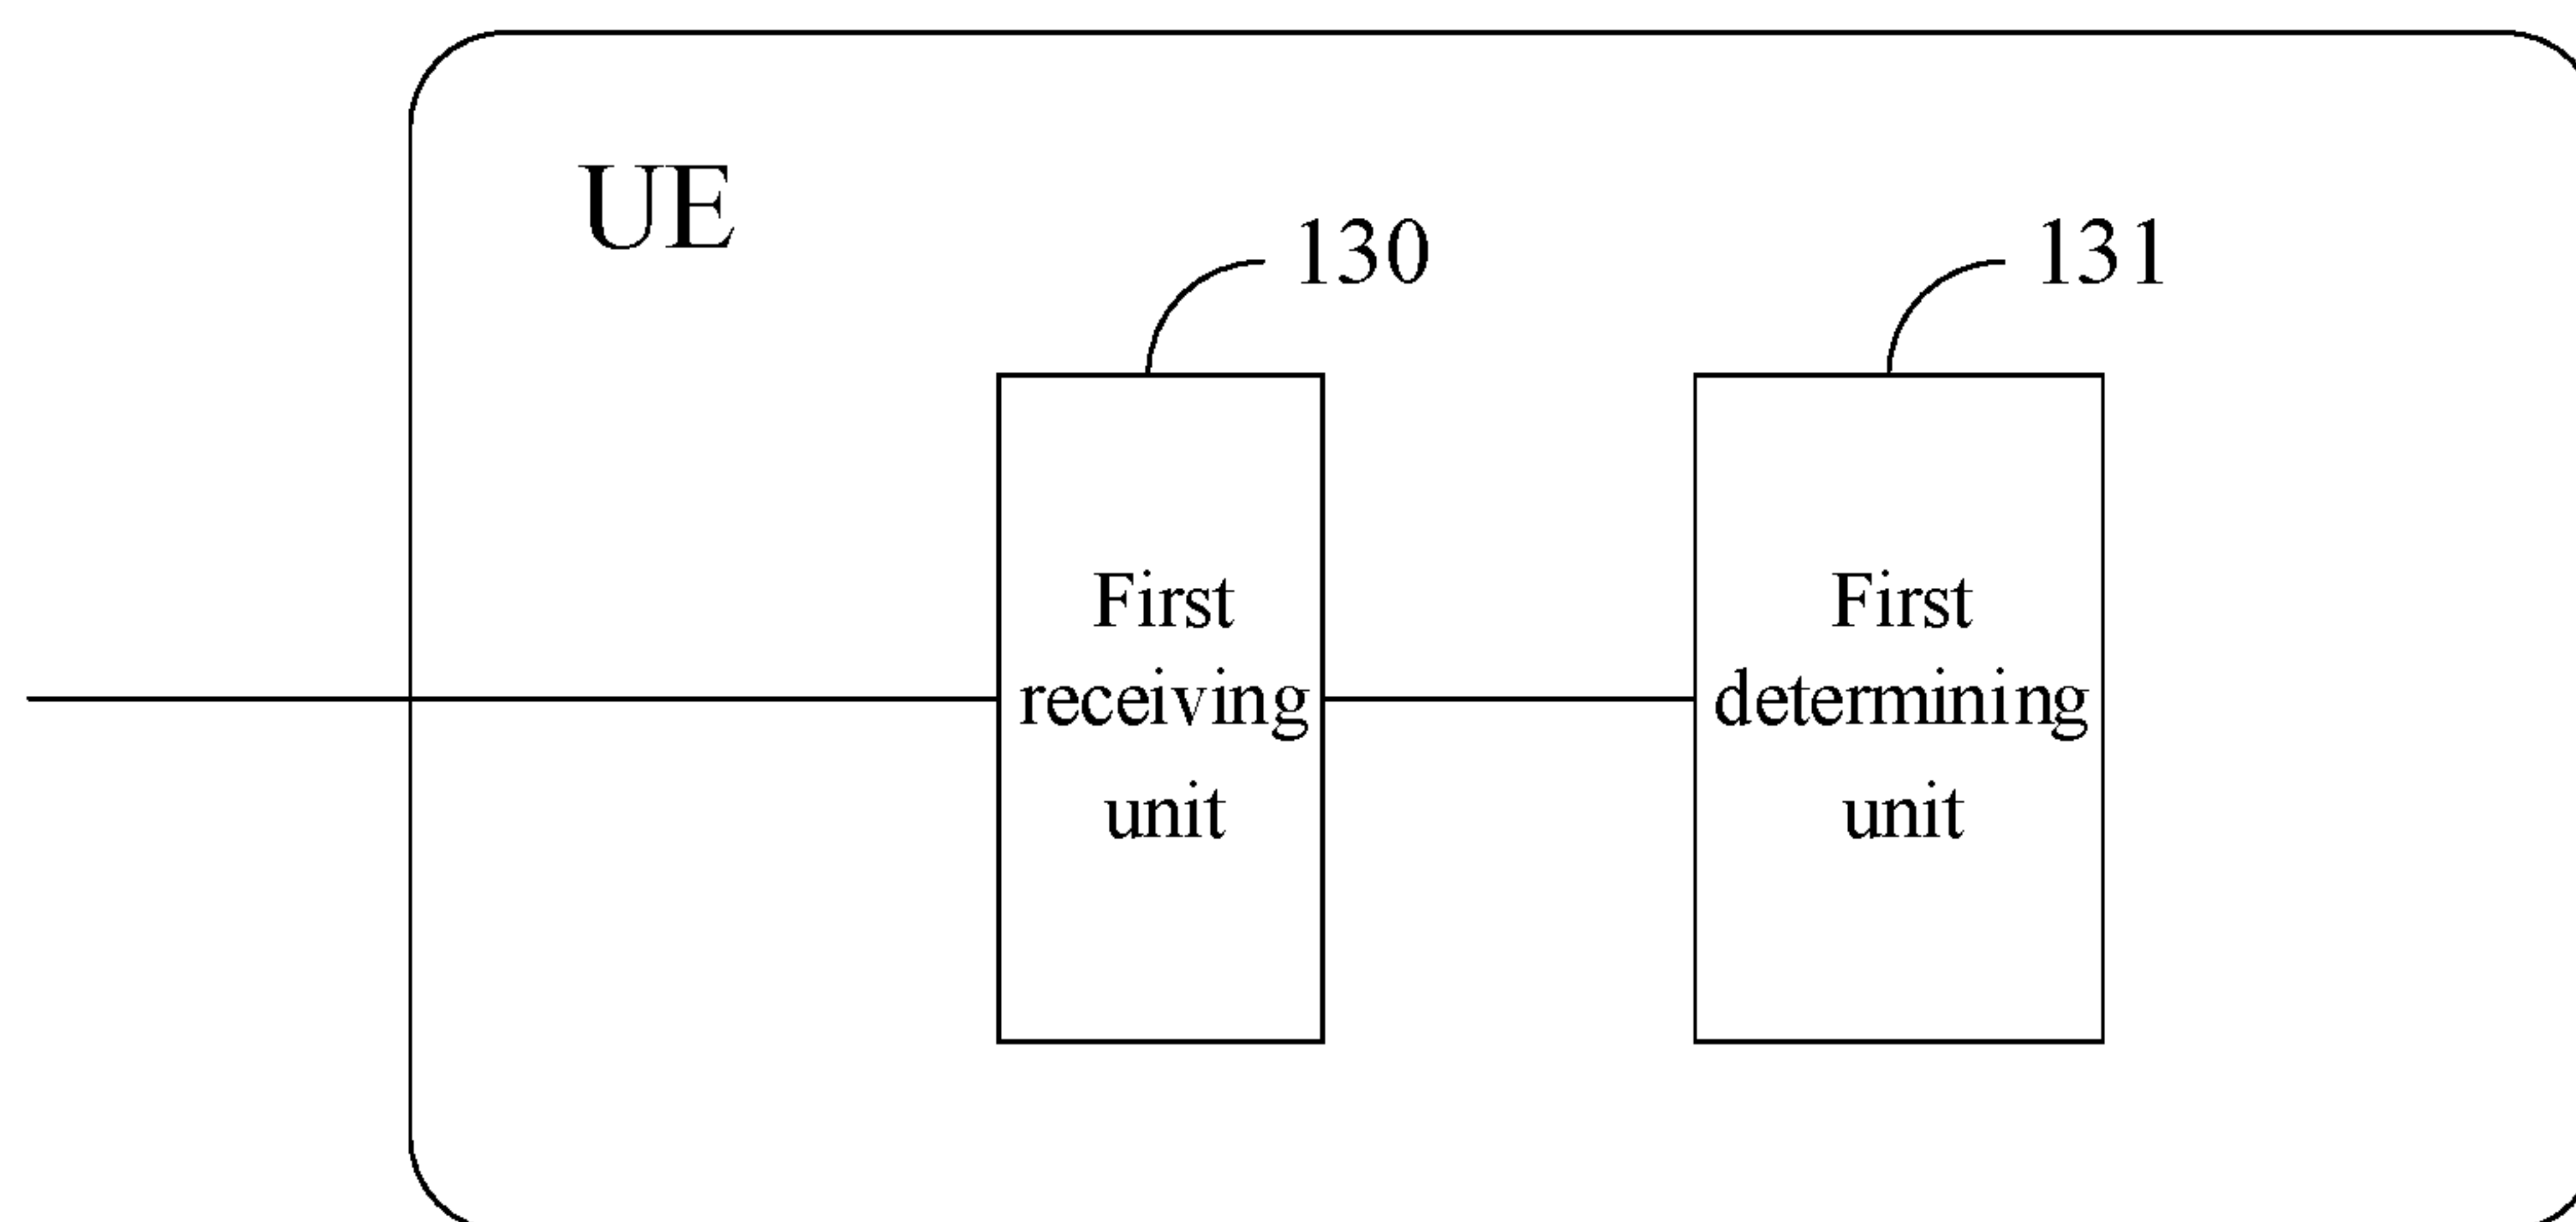 UE
130
131
First
receiving
unit
First
determining
unit